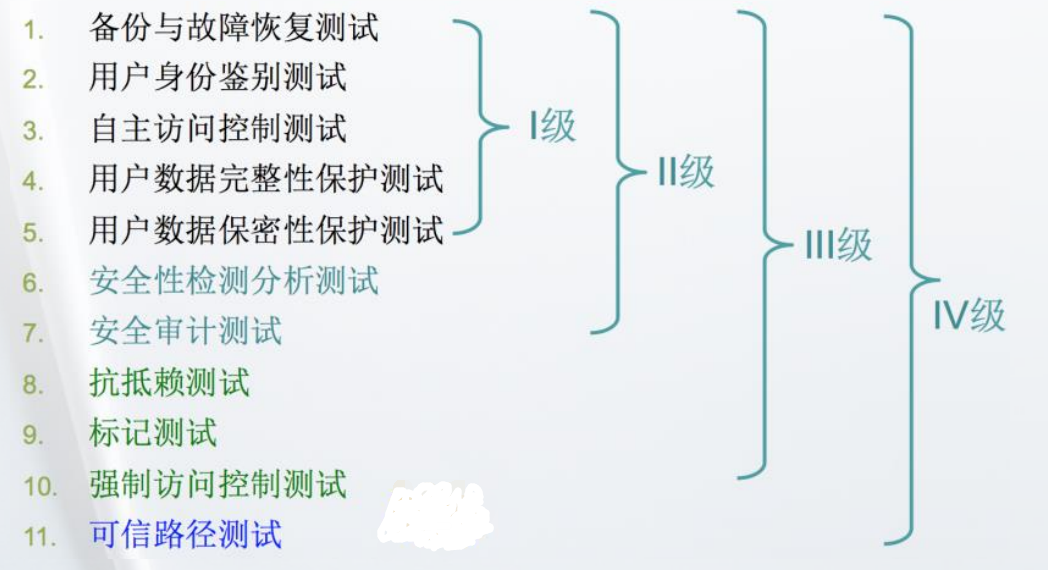 1. 备份与故障恢复测试
2. 用户身份鉴别测试
3. 自主访问控制测试
4. 用户数据完整性保护测试
5. 用户数据保密性保护测试
6. 安全性检测分析测试
7. 安全审计测试
8. 抗抵赖测试
9. 标记测试
10. 强制访问控制测试
11. 可信路径测试
I级
II级
III级
IV级